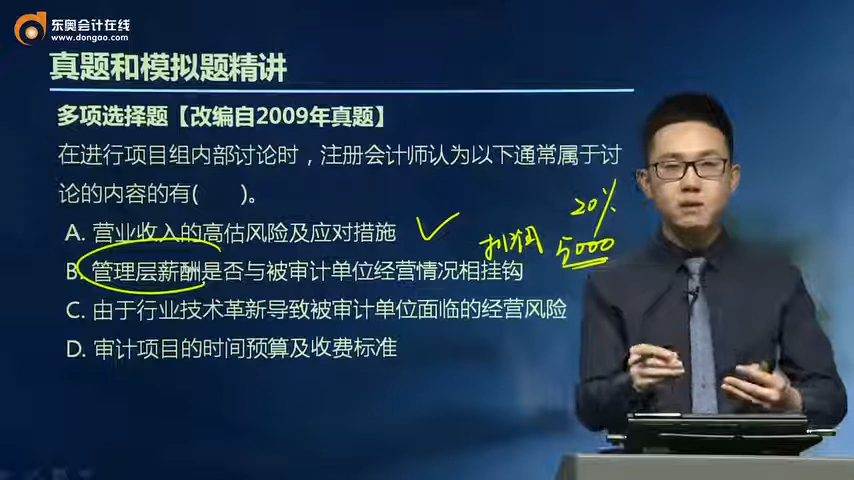 东奥会计在线
www.dongao.com
真题和模拟题精讲
多项选择题【改编自2009年真题】
在进行项目组内部讨论时，注册会计师认为以下通常属于讨
论的内容的有(　　)。
A. 营业收入的高估风险及应对措施
B. 管理层薪酬是否与被审计单位经营情况相挂钩
C. 由于行业技术革新导致被审计单位面临的经营风险
D. 审计项目的时间预算及收费标准
20%
5000